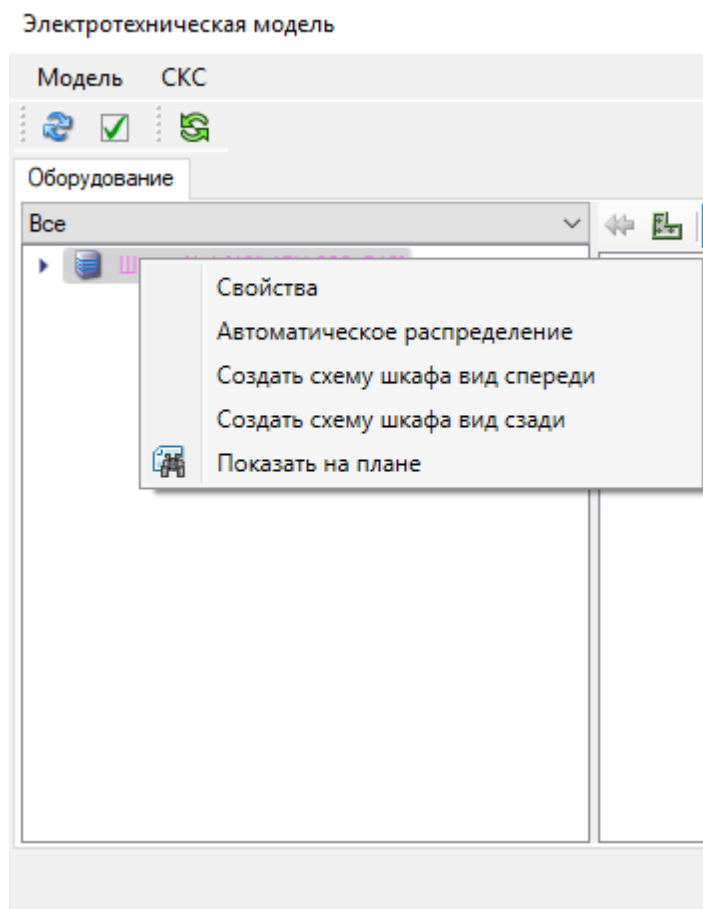 Электротехническая модель
Модель СКС
Оборудование
Все
Свойства
Автоматическое распределение
Создать схему шкафа вид спереди
Создать схему шкафа вид сзади
Показать на плане